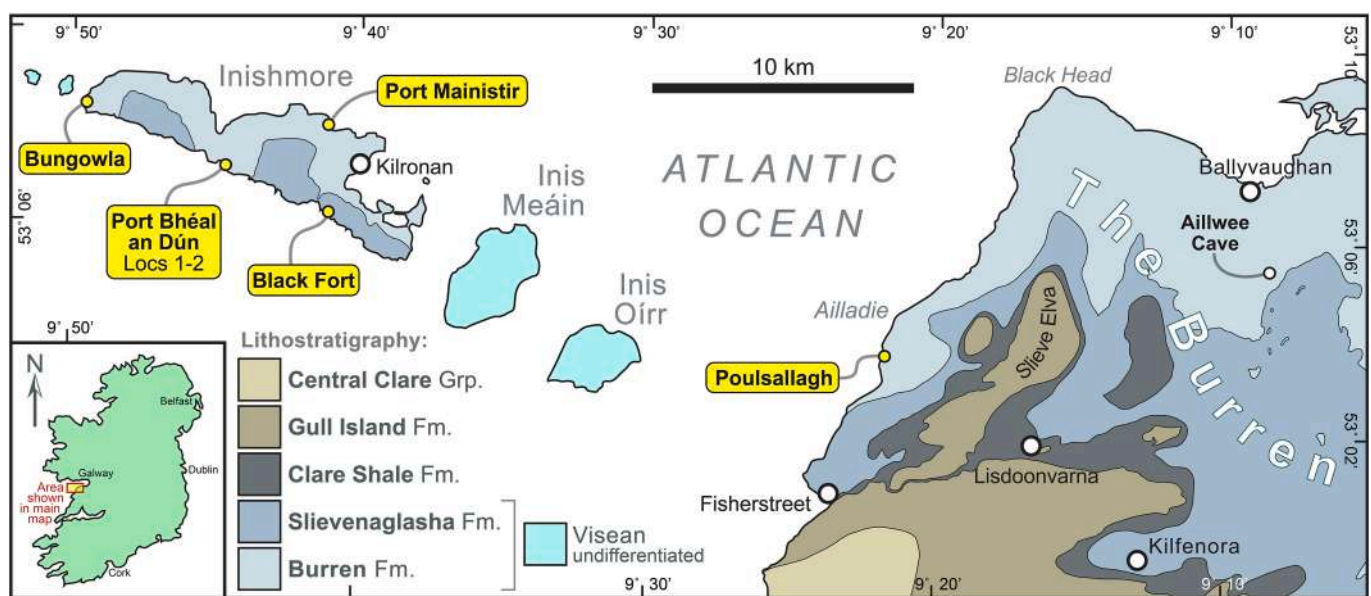 9° 50'
9° 40'
9° 30'
9° 20'
9° 10'
53° 10'
Inishmore
Port Mainistir
10 km
Black Head
Bungowla
Kilronan
ATLANTIC
OCEAN
Ballyvaughan
Inis
Meáin
The Burren
Aillwee
Cave
53° 06'
53° 06'
Port Bhéal
an Dún
Locs 1-2
Black Fort
Inis
Oírr
Ailladie
Slieve Elva
9° 50'
Lithostratigraphy:
Poulsallagh
N
Belfast
Central Clare Grp.
Gull Island Fm.
53° 02'
Galway
Dublin
Clare Shale Fm.
Lisdoonvarna
Area
shown
in main
map
Fisherstreet
Slievenaglasha Fm.
Visean
undifferentiated
Kilfenora
Cork
Burren Fm.
9° 30'
9° 20'
9° 10'